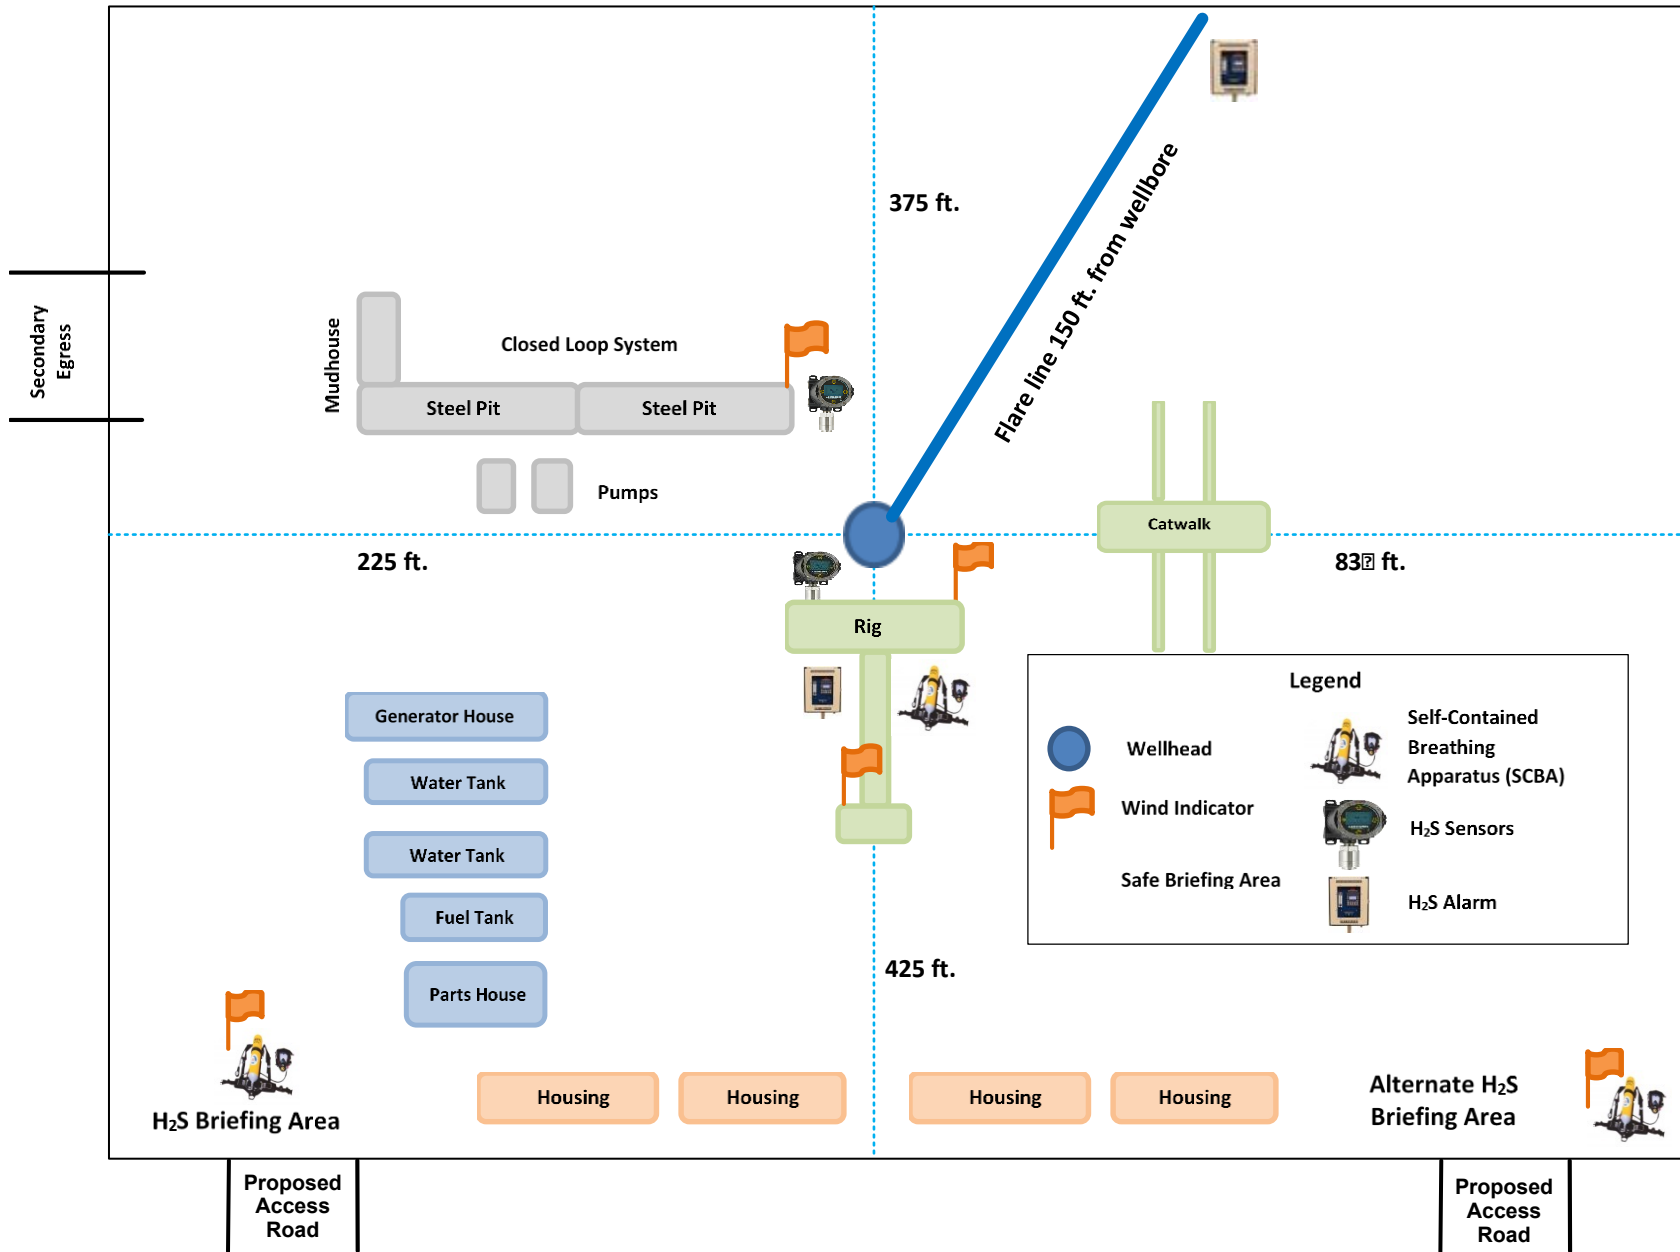 375 ft.
Flare line 150 ft. from wellbore
Secondary
Egress
Mudhouse
Closed Loop System
Steel Pit
Steel Pit
Pumps
Catwalk
225 ft.
83 ft.
Rig
Generator House
Water Tank
Water Tank
Fuel Tank
Parts House
Legend
Wellhead
Wind Indicator
Safe Briefing Area
Self-Contained
Breathing
Apparatus (SCBA)
H₂S Sensors
H₂S Alarm
425 ft.
H₂S Briefing Area
Housing
Housing
Housing
Housing
Alternate H₂S
Briefing Area
Proposed
Access
Road
Proposed
Access
Road